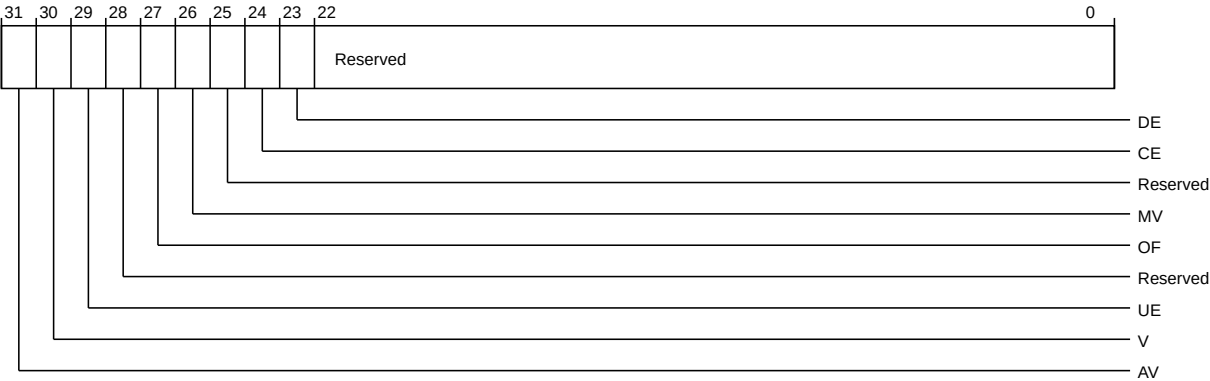 31 30 29 28 27 26 25 24 23 22 0
Reserved
DE
CE
Reserved
MV
OF
Reserved
UE
V
AV